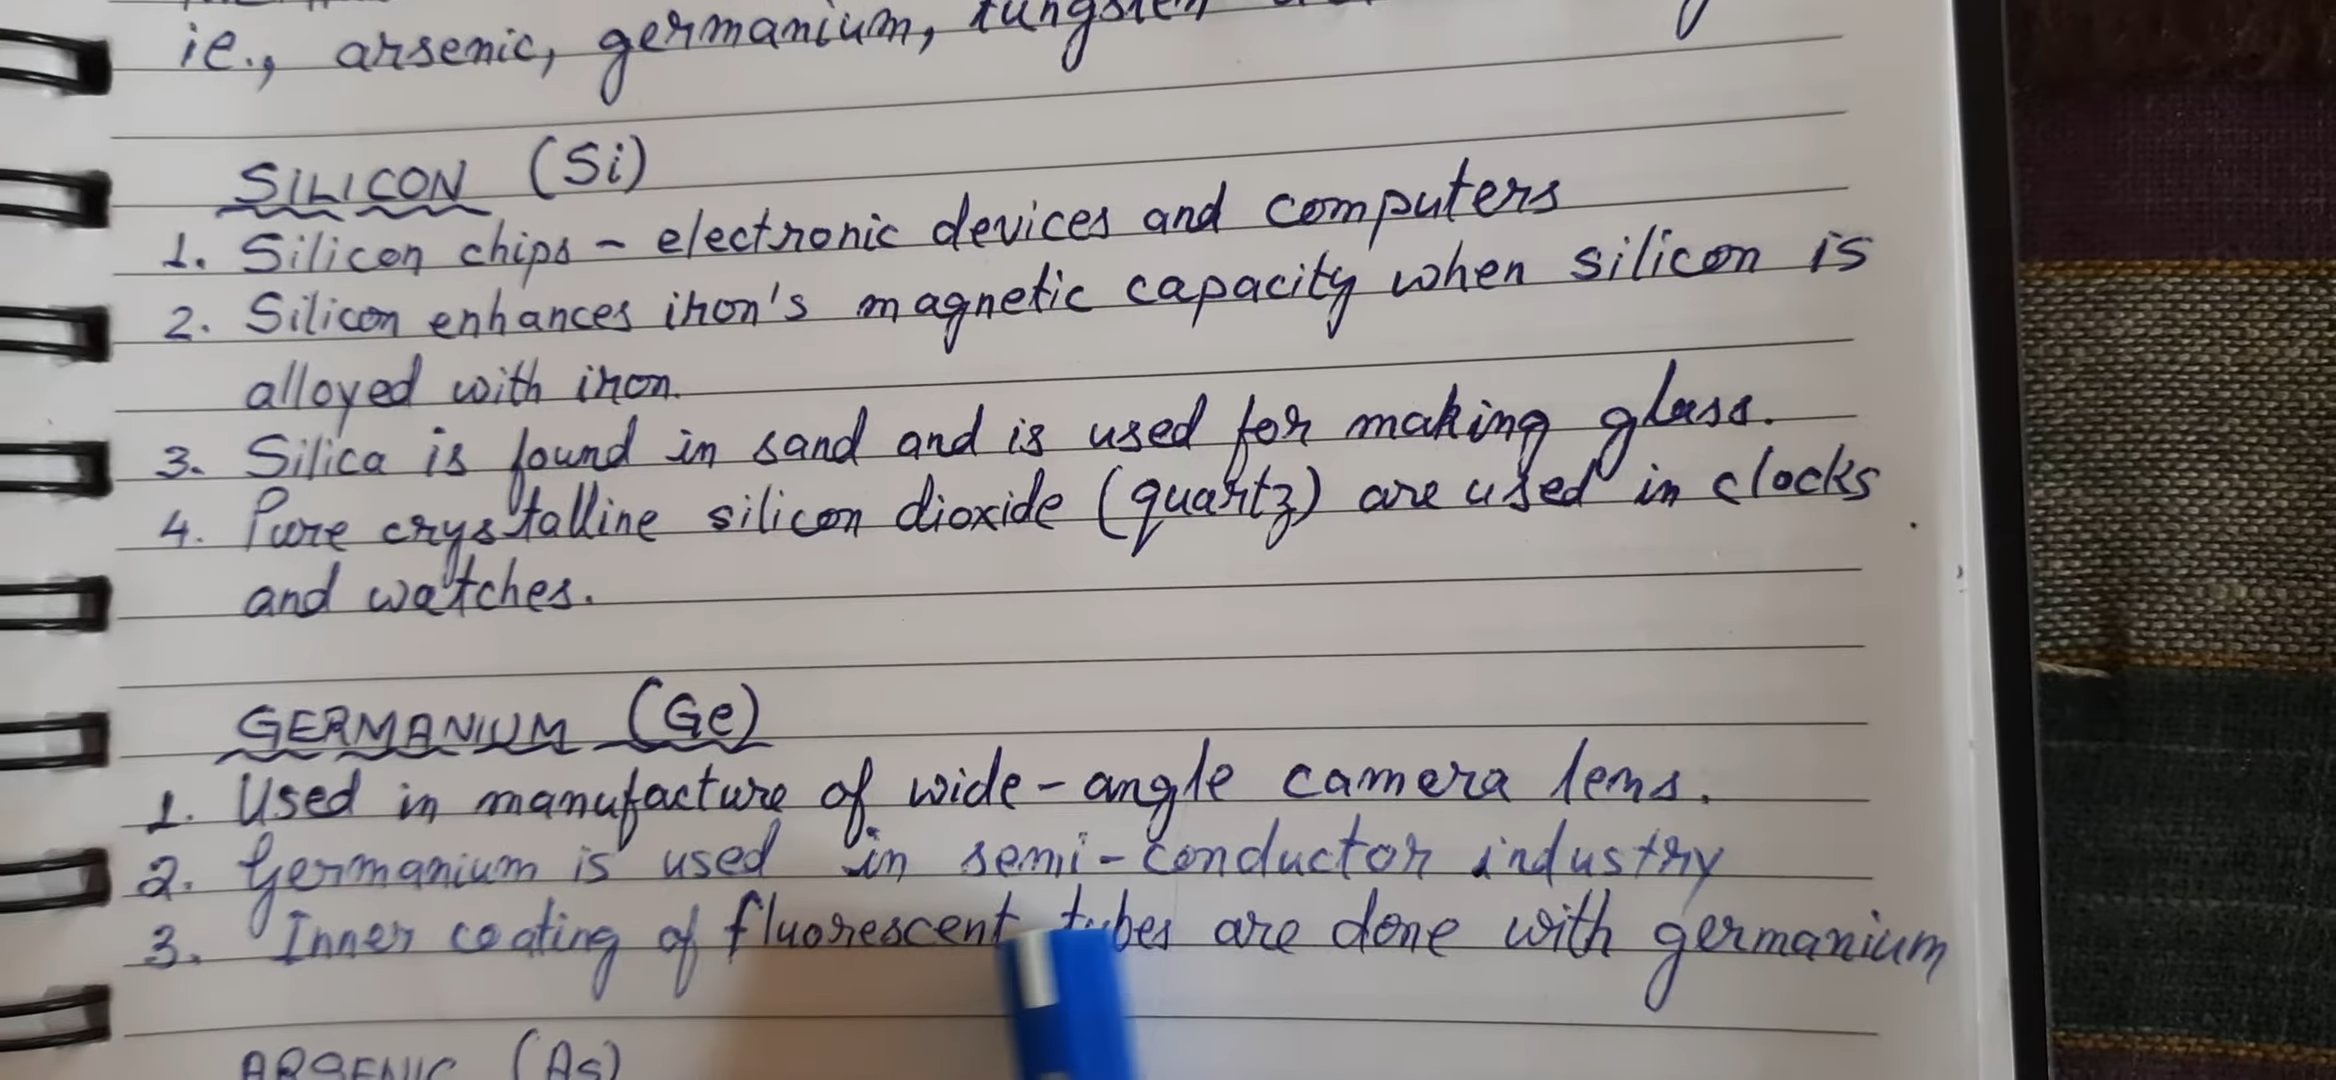 ie., arsenic, germanium, tungsten
SILICON (Si)
1. Silicon chips - electronic devices and computers
2. Silicon enhances iron's magnetic capacity when silicon is
alloyed with iron.
3. Silica is found in sand and is used for making glass.
4. Pure crystalline silicon dioxide (quartz) are used in clocks
and watches.
GERMANIUM (Ge)
1. Used in manufacture of wide-angle camera lens.
2. Germanium is used in semi-conductor industry
3. Inner coating of fluorescent tubes are done with germanium
ARSENIC (As)